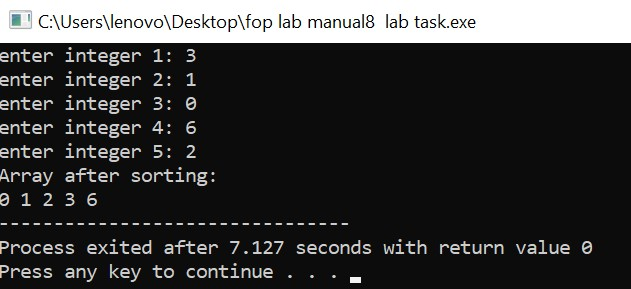 C:\Users\lenovo\Desktop\fop lab manual8  lab task.exe
enter integer 1: 3
enter integer 2: 1
enter integer 3: 0
enter integer 4: 6
enter integer 5: 2
Array after sorting:
0 1 2 3 6
--------------------------------
Process exited after 7.127 seconds with return value 0
Press any key to continue . . .